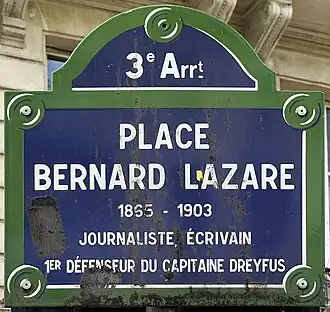 3e Arrt
PLACE
BERNARD LAZARE
1865 - 1903
JOURNALISTE ÉCRIVAIN
1ER DÉFENSEUR DU CAPITAINE DREYFUS